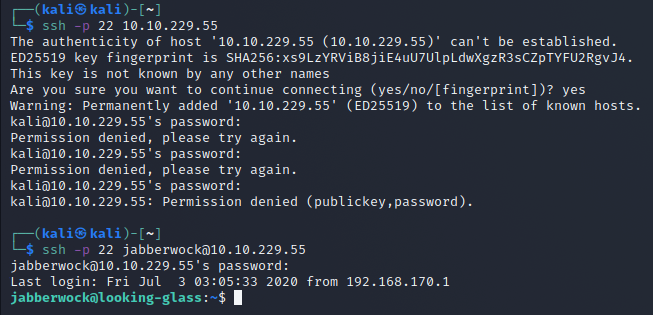 ┌──(kali㉿kali)-[~]
└─$ ssh -p 22 10.10.229.55
The authenticity of host '10.10.229.55 (10.10.229.55)' can't be established.
ED25519 key fingerprint is SHA256:xs9LzYRViB8jiE4uU7UlpLdwXgzR3sCZpTYFU2RgvJ4.
This key is not known by any other names
Are you sure you want to continue connecting (yes/no/[fingerprint])? yes
Warning: Permanently added '10.10.229.55' (ED25519) to the list of known hosts.
kali@10.10.229.55's password:
Permission denied, please try again.
kali@10.10.229.55's password:
Permission denied, please try again.
kali@10.10.229.55's password:
kali@10.10.229.55: Permission denied (publickey,password).
┌──(kali㉿kali)-[~]
└─$ ssh -p 22 jabberwock@10.10.229.55
jabberwock@10.10.229.55's password:
Last login: Fri Jul  3 03:05:33 2020 from 192.168.170.1
jabberwock@looking-glass:~$